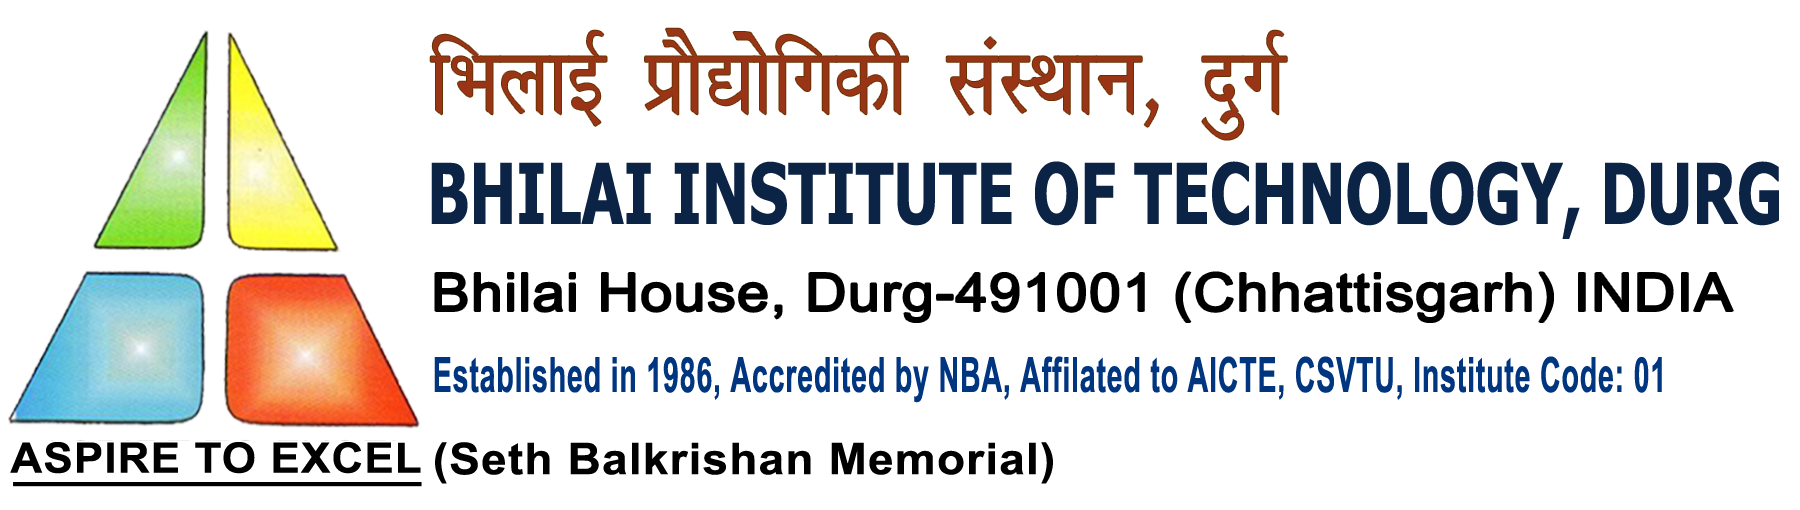 भिलाई प्रौद्योगिकी संस्थान, दुर्ग
BHILAI INSTITUTE OF TECHNOLOGY, DURG
Bhilai House, Durg-491001 (Chhattisgarh) INDIA
Established in 1986, Accredited by NBA, Affilated to AICTE, CSVTU, Institute Code: 01
ASPIRE TO EXCEL (Seth Balkrishan Memorial)